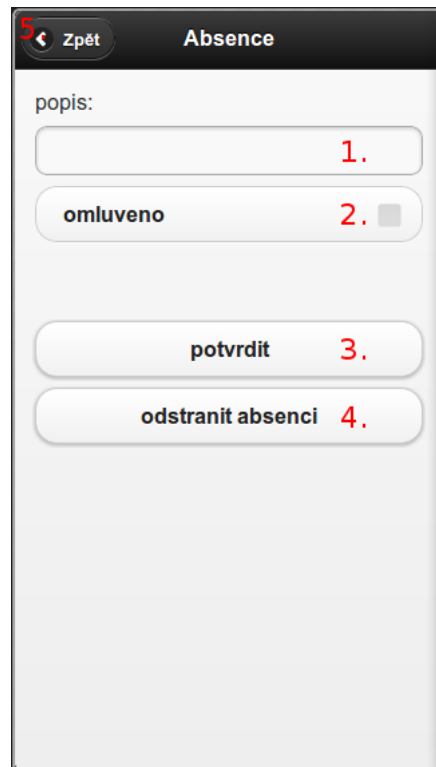 5. Zpět Absence
popis:
1.
omluveno 2.
potvrdit 3.
odstranit absenci 4.